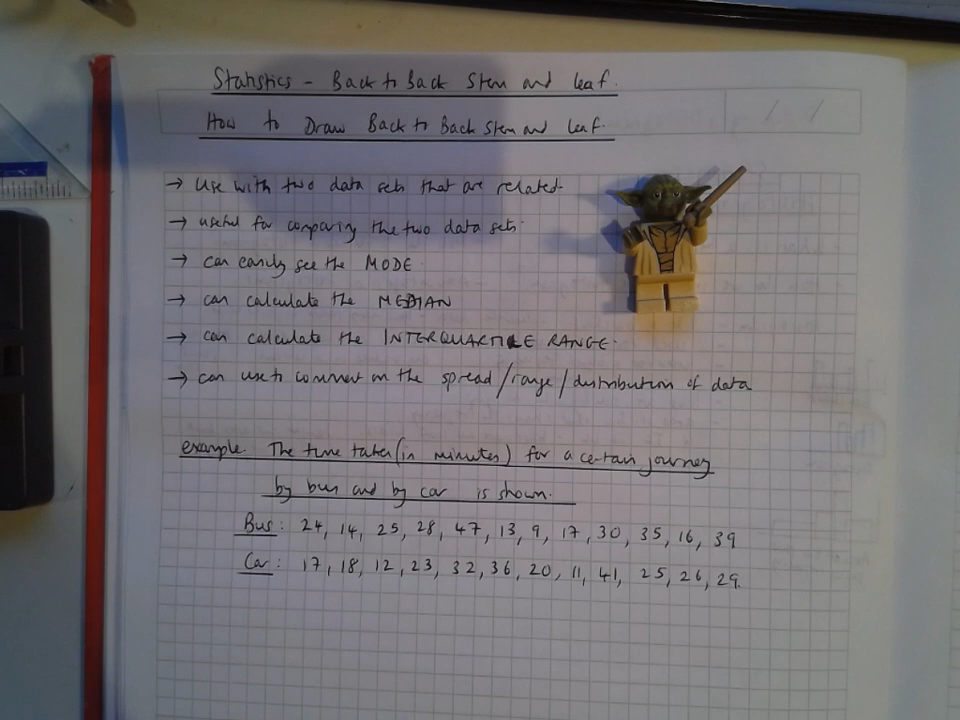 Statistics - Back to Back Stem and leaf.
How to Draw Back to Back Stem and leaf.
→ Use with two data sets that are related.
→ useful for comparing the two data sets.
→ can easily see the MODE
→ can calculate the MEDIAN
→ can calculate the INTERQUARTILE RANGE.
→ can use to comment on the spread/range/distribution of data
example. The time taken (in minutes) for a certain journey
by bus and by car is shown.
Bus: 24, 14, 25, 28, 47, 13, 9, 17, 30, 35, 16, 39
Car: 17, 18, 12, 23, 32, 36, 20, 11, 41, 25, 26, 29.